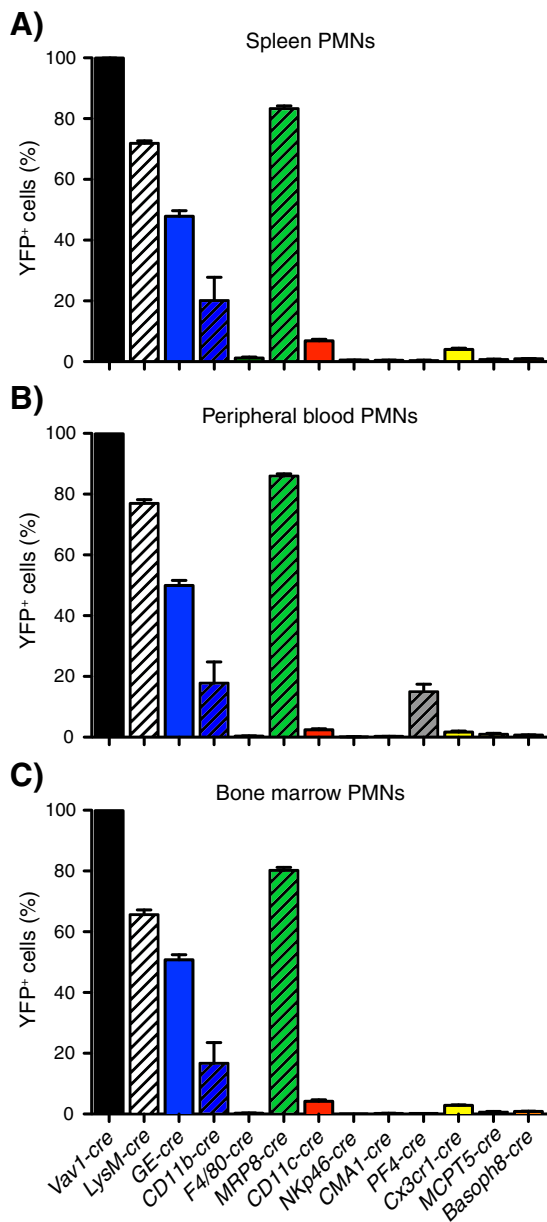 A)
Spleen PMNs
YFP⁺ cells (%)
100
80
60
40
20
0
B)
Peripheral blood PMNs
YFP⁺ cells (%)
100
80
60
40
20
0
C)
Bone marrow PMNs
YFP⁺ cells (%)
100
80
60
40
20
0
Vav1-cre
LysM-cre
GE-cre
CD11b-cre
F4/80-cre
MRP8-cre
CD11c-cre
NKp46-cre
CMA1-cre
PF4-cre
Cx3cr1-cre
MCPT5-cre
Basoph8-cre